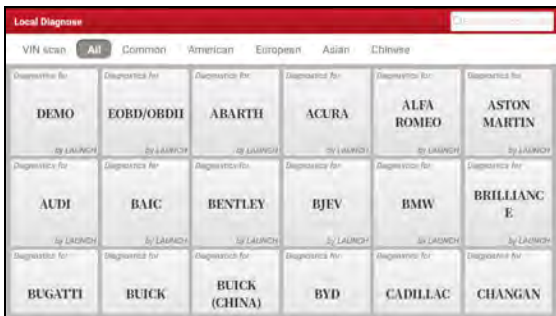 Local Diagnose
VIN scan All Common American European Asian Chinese
Diagnostics for Diagnostics for Diagnostics for Diagnostics for Diagnostics for Diagnostics for
DEMO EOBD/OBDII ABARTH ACURA ALFA ROMEO ASTON MARTIN
by LAUNCH by LAUNCH by LAUNCH by LAUNCH by LAUNCH by LAUNCH
Diagnostics for Diagnostics for Diagnostics for Diagnostics for Diagnostics for Diagnostics for
AUDI BAIC BENTLEY BJEV BMW BRILLIANC
E
by LAUNCH by LAUNCH by LAUNCH by LAUNCH by LAUNCH by LAUNCH
Diagnostics for Diagnostics for Diagnostics for Diagnostics for Diagnostics for Diagnostics for
BUGATTI BUICK BUICK (CHINA) BYD CADILLAC CHANGAN